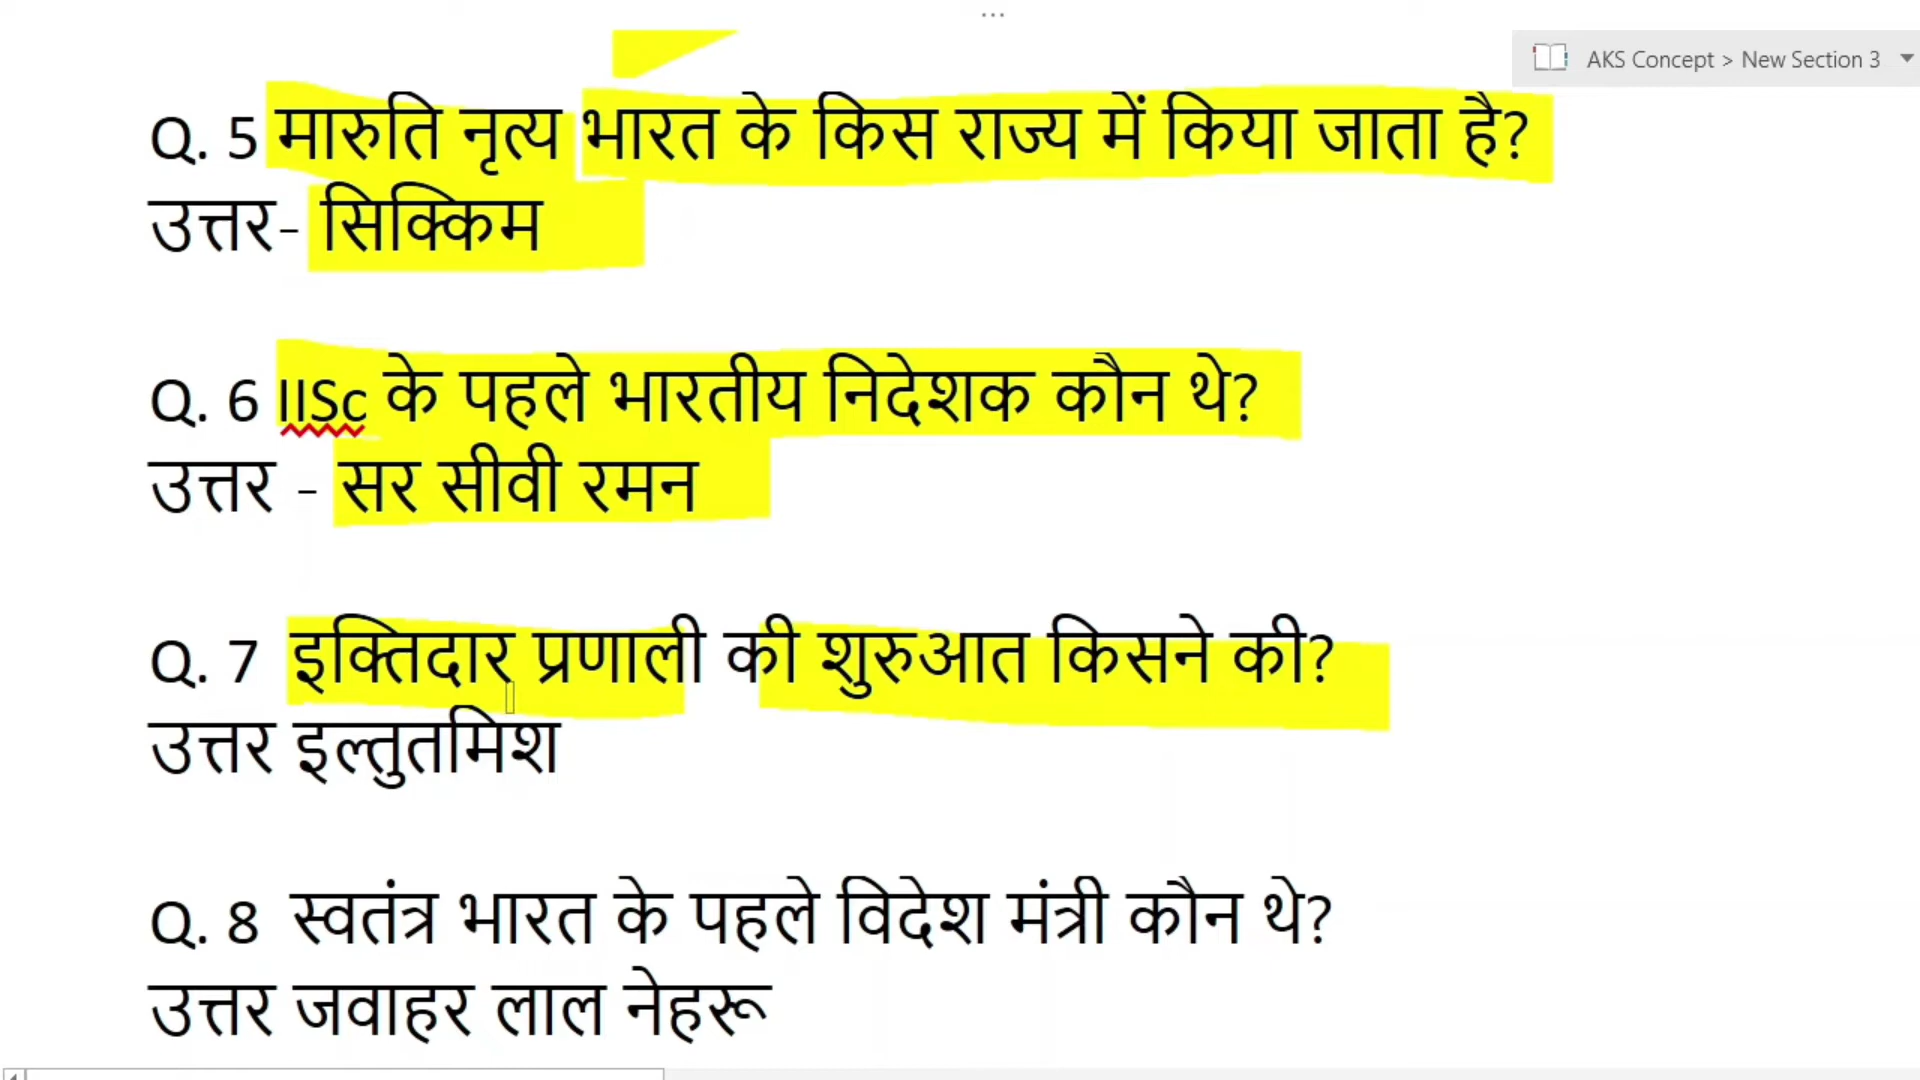 ...
AKS Concept > New Section 3
Q. 5 मारुति नृत्य भारत के किस राज्य में किया जाता है?
उत्तर- सिक्किम
Q. 6 IISc के पहले भारतीय निदेशक कौन थे?
उत्तर - सर सीवी रमन
Q. 7 इक्तिदार प्रणाली की शुरुआत किसने की?
उत्तर इल्तुतमिश
Q. 8 स्वतंत्र भारत के पहले विदेश मंत्री कौन थे?
उत्तर जवाहर लाल नेहरू